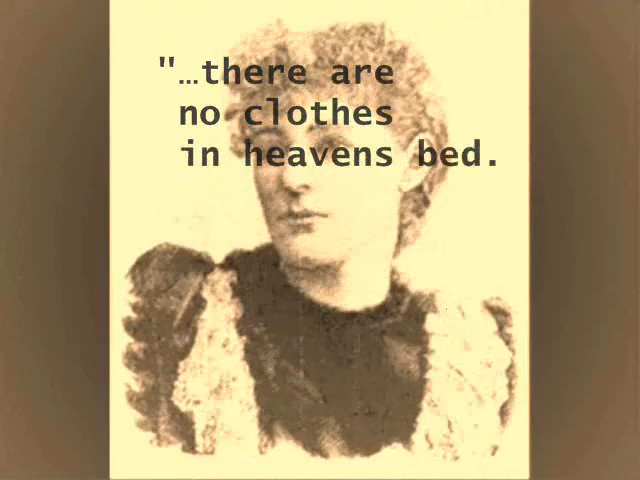 "…there are
no clothes
in heavens bed.